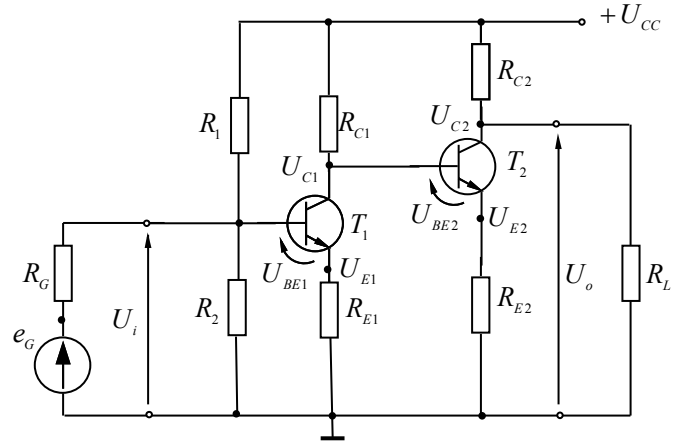 +U_CC
R_C2
R_1
R_C1
U_C2
U_C1
T_2
T_1
U_BE2
U_E2
R_G
U_BE1
U_E1
U_i
R_2
R_E1
R_E2
U_o
R_L
e_G